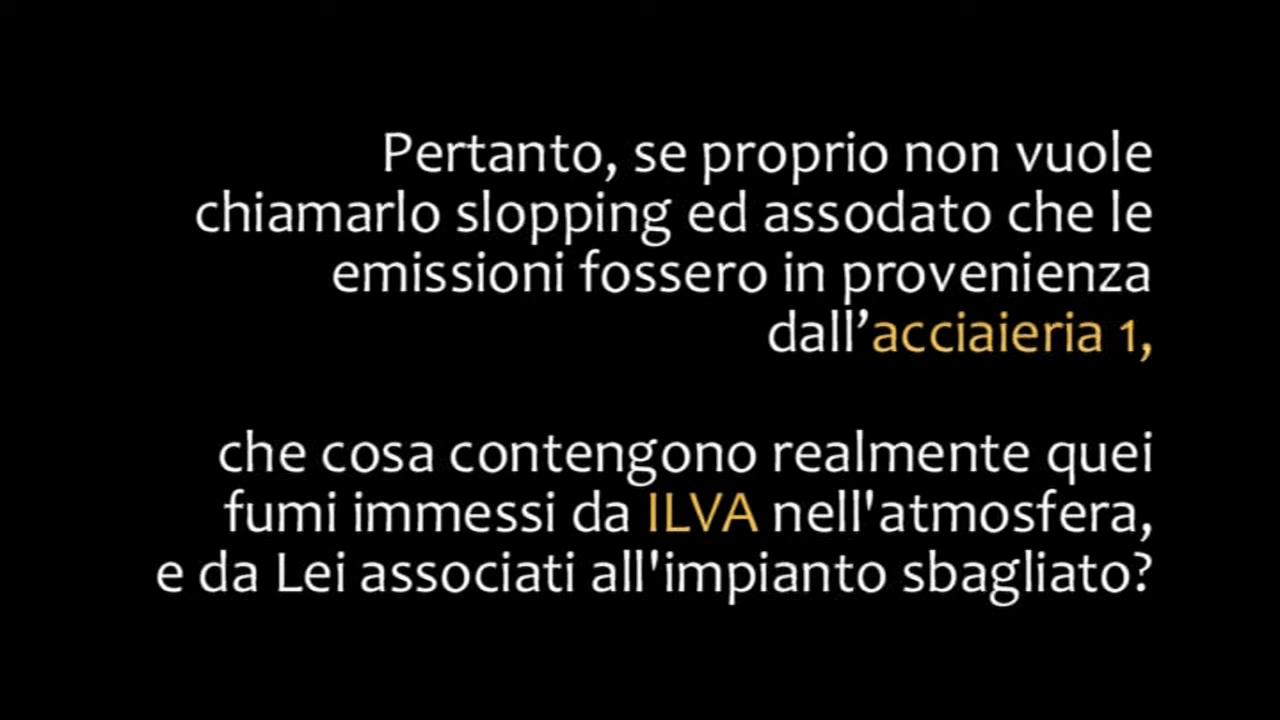 Pertanto, se proprio non vuole
chiamarlo slopping ed assodato che le
emissioni fossero in provenienza
dall’acciaieria 1,
che cosa contengono realmente quei
fumi immessi da ILVA nell'atmosfera,
e da Lei associati all'impianto sbagliato?